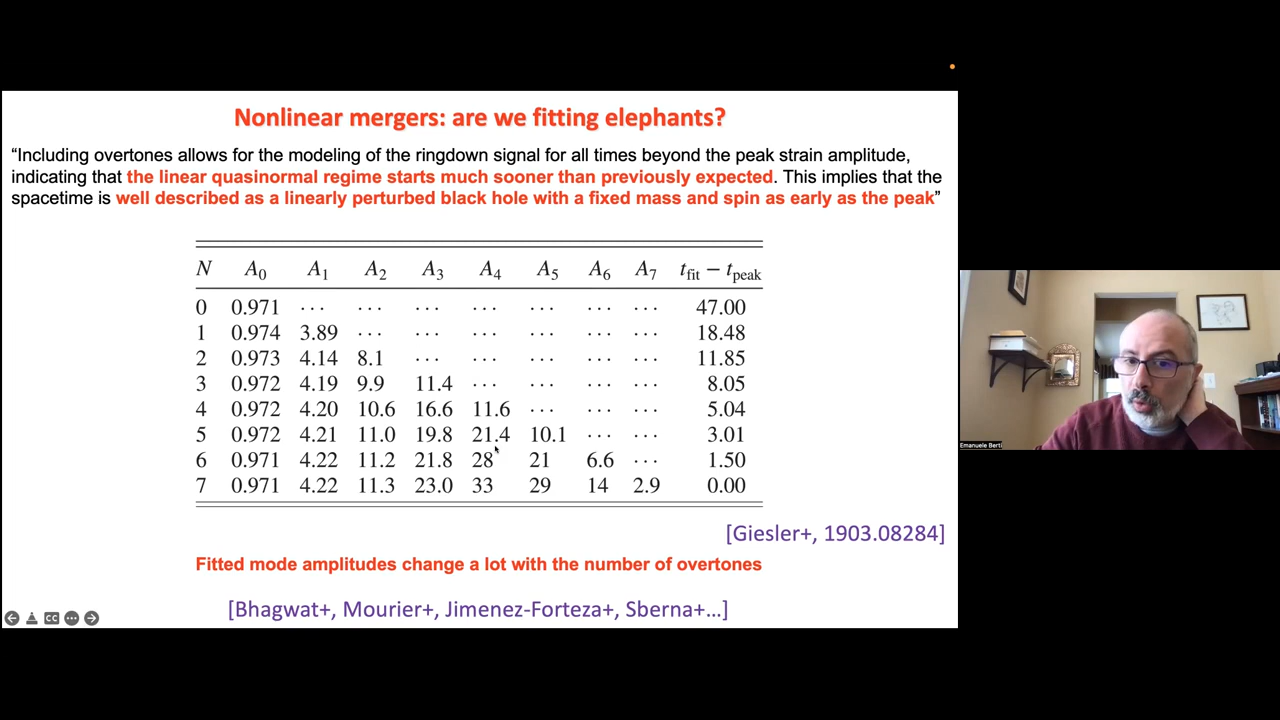 Nonlinear mergers: are we fitting elephants?
“Including overtones allows for the modeling of the ringdown signal for all times beyond the peak strain amplitude,
indicating that the linear quasinormal regime starts much sooner than previously expected. This implies that the
spacetime is well described as a linearly perturbed black hole with a fixed mass and spin as early as the peak”
N A₀ A₁ A₂ A₃ A₄ A₅ A₆ A₇ t_fit − t_peak
0 0.971 ... ... ... ... ... ... ... 47.00
1 0.974 3.89 ... ... ... ... ... ... 18.48
2 0.973 4.14 8.1 ... ... ... ... ... 11.85
3 0.972 4.19 9.9 11.4 ... ... ... ... 8.05
4 0.972 4.20 10.6 16.6 11.6 ... ... ... 5.04
5 0.972 4.21 11.0 19.8 21.4 10.1 ... ... 3.01
6 0.971 4.22 11.2 21.8 28 21 6.6 ... 1.50
7 0.971 4.22 11.3 23.0 33 29 14 2.9 0.00
[Giesler+, 1903.08284]
Fitted mode amplitudes change a lot with the number of overtones
[Bhagwat+, Mourier+, Jimenez-Forteza+, Sberna+…]
CC
Emanuele Berti